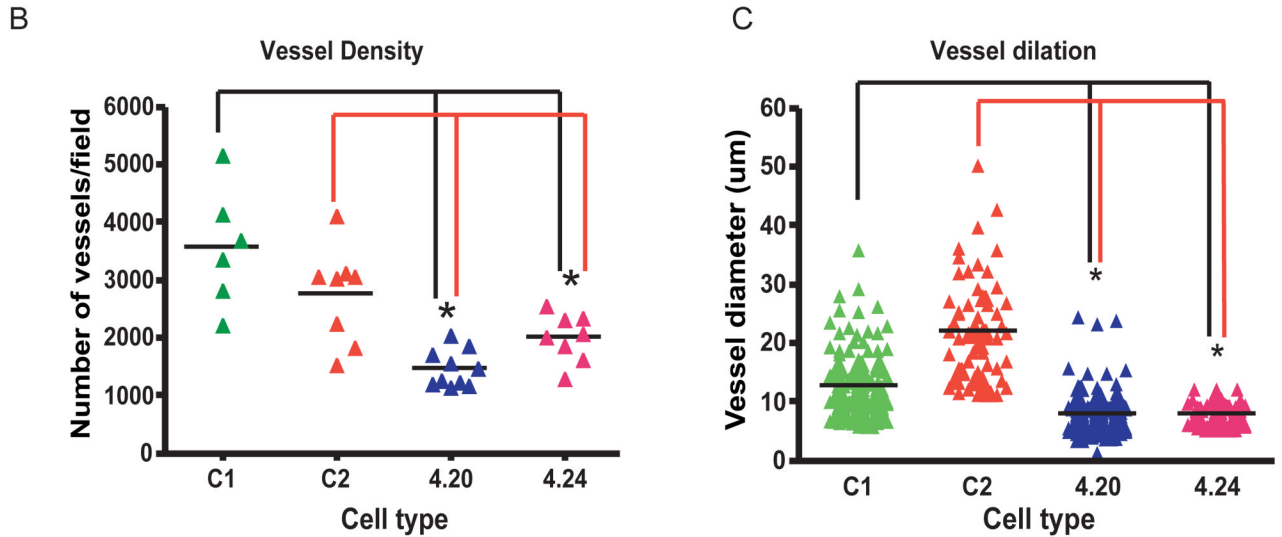 B
Vessel Density
Number of vessels/field
6000
5000
4000
3000
2000
1000
0
*
*
C1 C2 4.20 4.24
Cell type
C
Vessel dilation
Vessel diameter (um)
60
50
40
30
20
10
0
*
*
C1 C2 4.20 4.24
Cell type